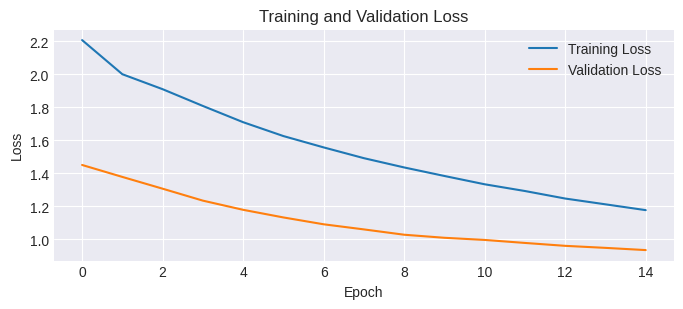 Training and Validation Loss
2.2
2.0
1.8
1.6
1.4
1.2
1.0
Loss
Training Loss
Validation Loss
0 2 4 6 8 10 12 14
Epoch